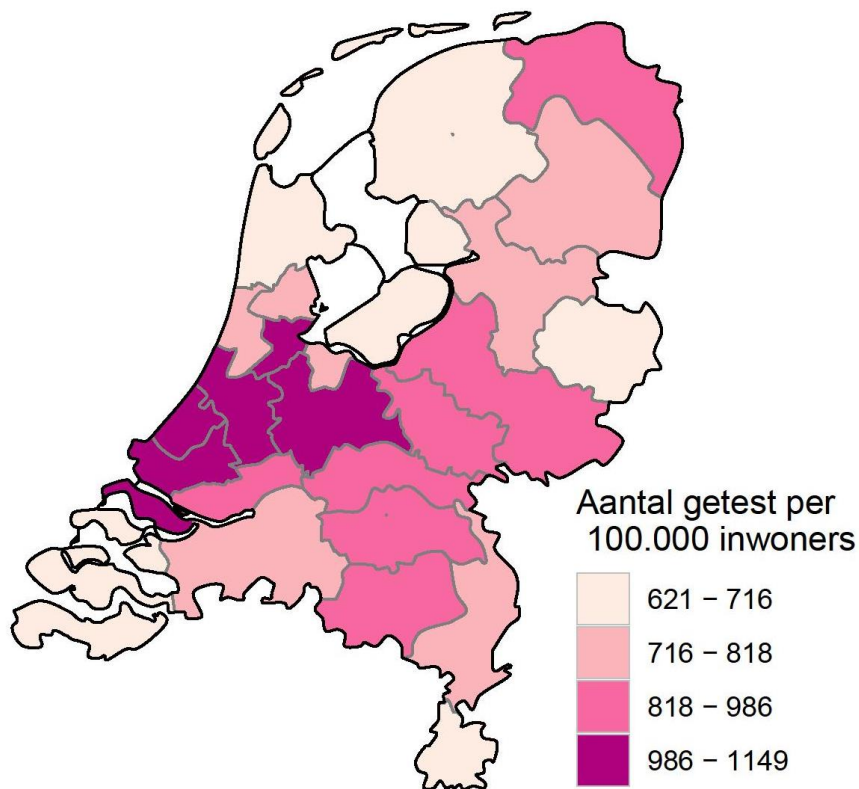 Aantal getest per
100.000 inwoners
621 − 716
716 − 818
818 − 986
986 − 1149